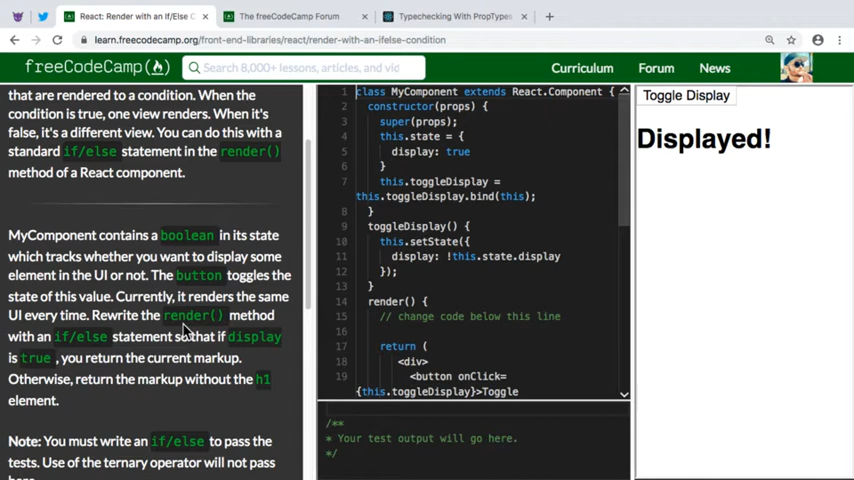 React: Render with an If/Else C
The freeCodeCamp Forum
Typechecking With PropTypes
learn.freecodecamp.org/front-end-libraries/react/render-with-an-ifelse-condition
freeCodeCamp
Search 8,000+ lessons, articles, and vid
Curriculum
Forum
News
that are rendered to a condition. When the
condition is true, one view renders. When it's
false, it's a different view. You can do this with a
standard if/else statement in the render()
method of a React component.
MyComponent contains a boolean in its state
which tracks whether you want to display some
element in the UI or not. The button toggles the
state of this value. Currently, it renders the same
UI every time. Rewrite the render() method
with an if/else statement so that if display
is true , you return the current markup.
Otherwise, return the markup without the h1
element.
Note: You must write an if/else to pass the
tests. Use of the ternary operator will not pass
1 class MyComponent extends React.Component {
2 constructor(props) {
3 super(props);
4 this.state = {
5 display: true
6 }
7 this.toggleDisplay =
this.toggleDisplay.bind(this);
8 }
9 toggleDisplay() {
10 this.setState({
11 display: !this.state.display
12 });
13 }
14 render() {
15 // change code below this line
16
17 return (
18 <div>
19 <button onClick=
{this.toggleDisplay}>Toggle
/**
* Your test output will go here.
*/
Toggle Display
Displayed!